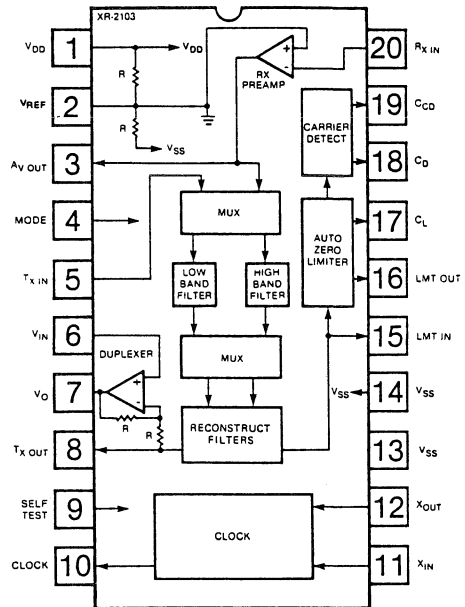 XR-2103
VDD 1
VDD
R
VREF 2
R
VSS
AV OUT 3
MODE 4
TX IN 5
VIN 6
VO 7
TX OUT 8
SELF TEST 9
CLOCK 10
+
-
RX
PREAMP
MUX
LOW
BAND
FILTER
HIGH
BAND
FILTER
MUX
DUPLEXER
+
-
R
R
RECONSTRUCT
FILTERS
CLOCK
CARRIER
DETECT
AUTO
ZERO
LIMITER
20 RX IN
19 CCD
18 CD
17 CL
16 LMT OUT
15 LMT IN
VSS 14 VSS
13 VSS
12 XOUT
11 XIN